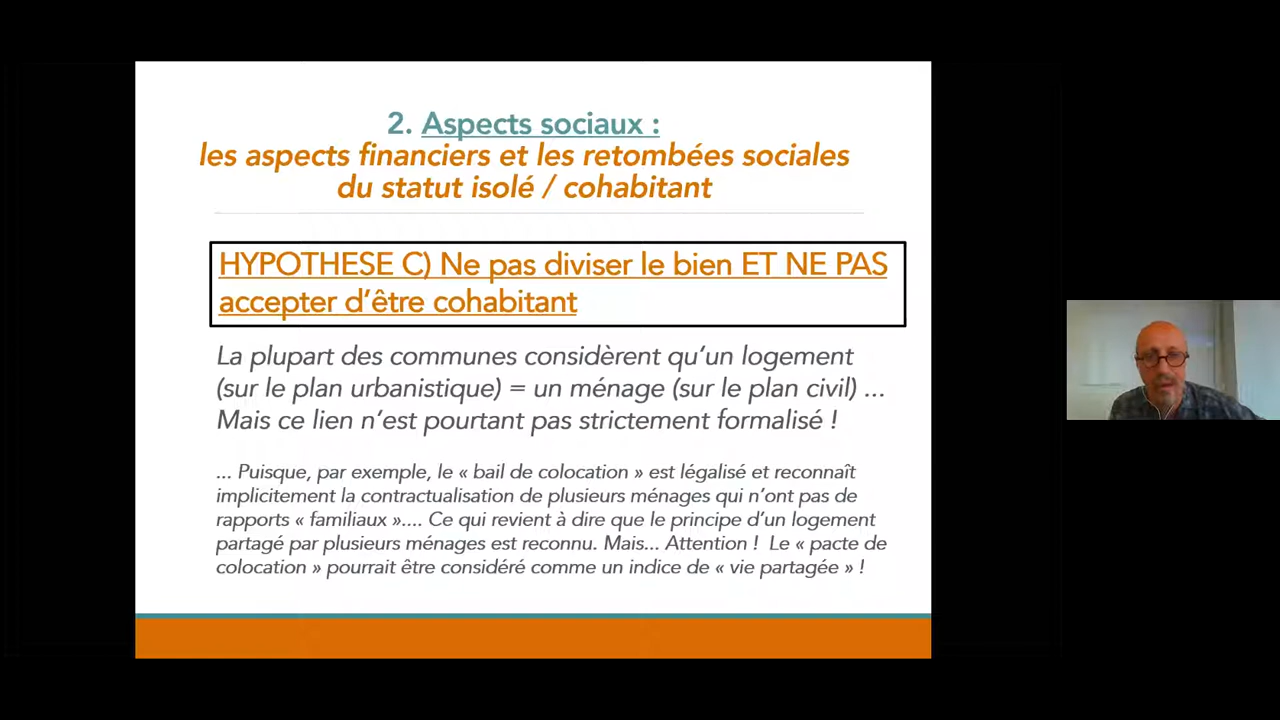 2. Aspects sociaux :
les aspects financiers et les retombées sociales
du statut isolé / cohabitant
HYPOTHESE C) Ne pas diviser le bien ET NE PAS
accepter d’être cohabitant
La plupart des communes considèrent qu’un logement
(sur le plan urbanistique) = un ménage (sur le plan civil) ...
Mais ce lien n’est pourtant pas strictement formalisé !
... Puisque, par exemple, le « bail de colocation » est légalisé et reconnaît
implicitement la contractualisation de plusieurs ménages qui n’ont pas de
rapports « familiaux ».... Ce qui revient à dire que le principe d’un logement
partagé par plusieurs ménages est reconnu. Mais... Attention ! Le « pacte de
colocation » pourrait être considéré comme un indice de « vie partagée » !